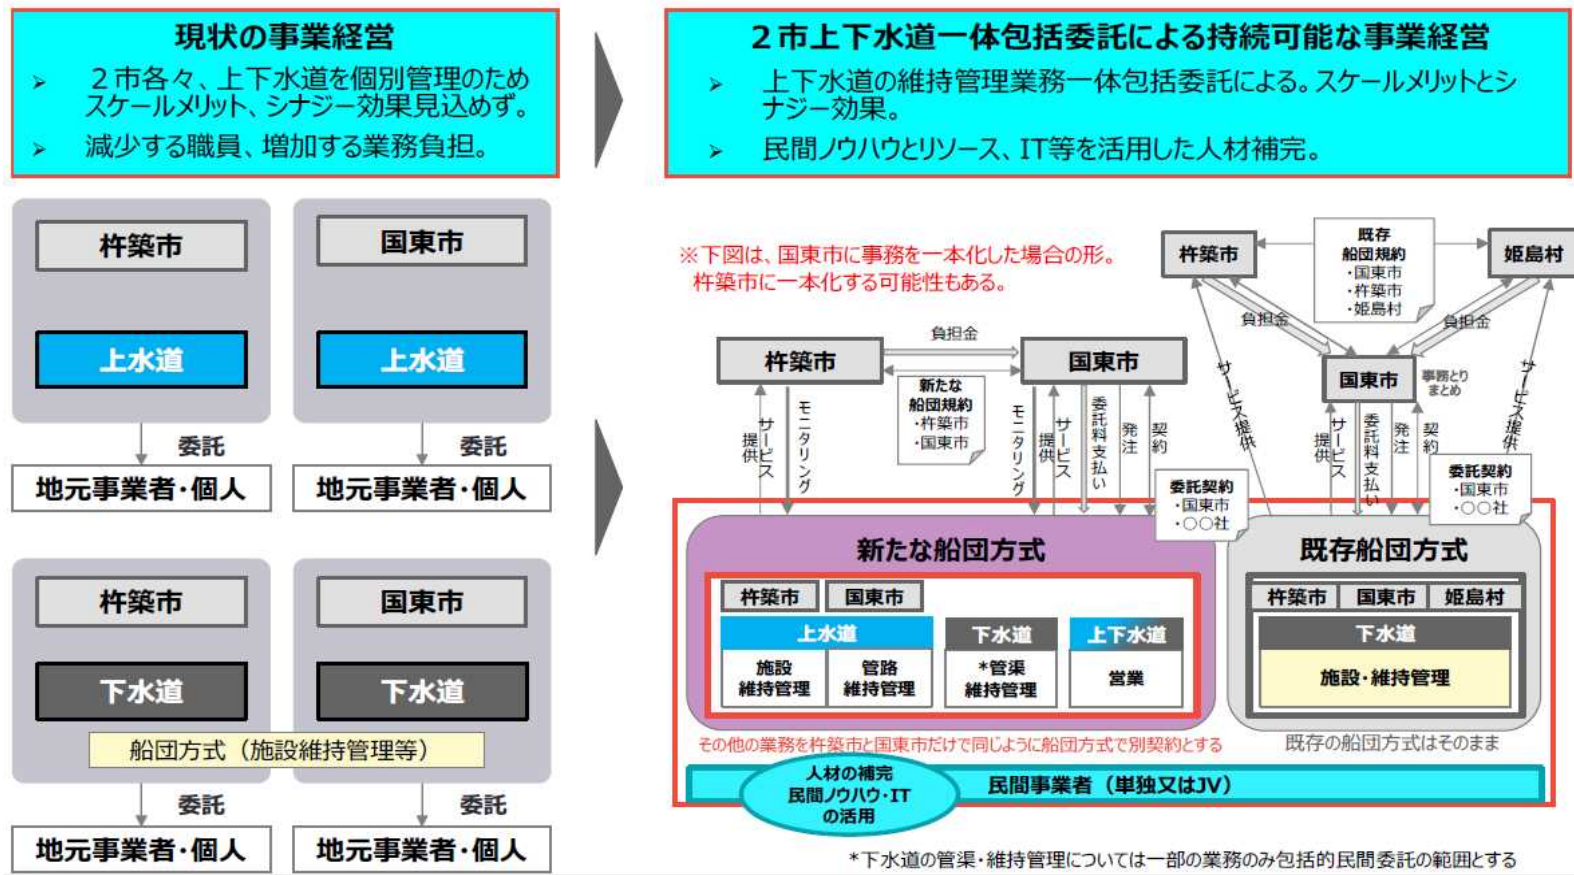 現状の事業経営
➢ 2市各々、上下水道を個別管理のため
スケールメリット、シナジー効果見込めず。
➢ 減少する職員、増加する業務負担。
2市上下水道一体包括委託による持続可能な事業経営
➢ 上下水道の維持管理業務一体包括委託による。スケールメリットとシ
ナジー効果。
➢ 民間ノウハウとリソース、IT等を活用した人材補完。
杵築市
上水道
委託
地元事業者・個人
国東市
上水道
委託
地元事業者・個人
杵築市
下水道
国東市
下水道
船団方式（施設維持管理等）
委託
地元事業者・個人
委託
地元事業者・個人
※下図は、国東市に事務を一本化した場合の形。
杵築市に一本化する可能性もある。
杵築市
負担金
国東市
新たな
船団規約
・杵築市
・国東市
サービス
提供
モニタリング
モニタリング
サービス
提供
委託料支払い
発注
契約
委託契約
・国東市
・〇〇社
杵築市
既存
船団規約
・国東市
・杵築市
・姫島村
姫島村
負担金
負担金
国東市
事務とり
まとめ
サービス提供
サービス提供
サービス
提供
委託料支払い
発注
契約
委託契約
・国東市
・〇〇社
新たな船団方式
杵築市
国東市
上水道
下水道
上下水道
施設
維持管理
管路
維持管理
*管渠
維持管理
営業
既存船団方式
杵築市
国東市
姫島村
下水道
施設・維持管理
その他の業務を杵築市と国東市だけで同じように船団方式で別契約とする
既存の船団方式はそのまま
人材の補完
民間ノウハウ・IT
の活用
民間事業者（単独又はJV）
*下水道の管渠・維持管理については一部の業務のみ包括的民間委託の範囲とする